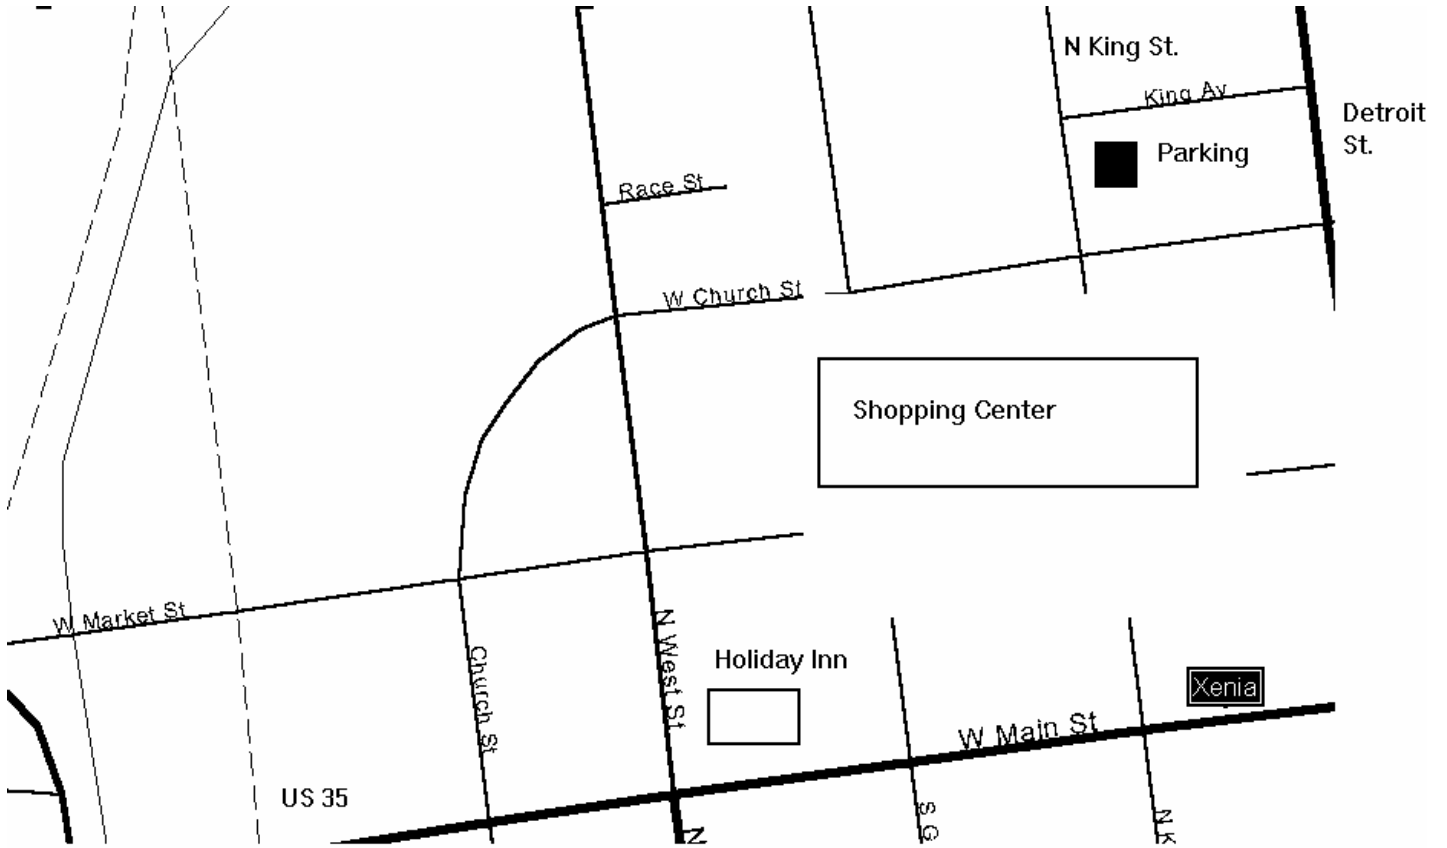 N King St.
King Av
Detroit
St.
Parking
Race St
W Church St
Shopping Center
W Market St
N West St
Church St
Holiday Inn
Xenia
W Main St
US 35
N
S G
N K